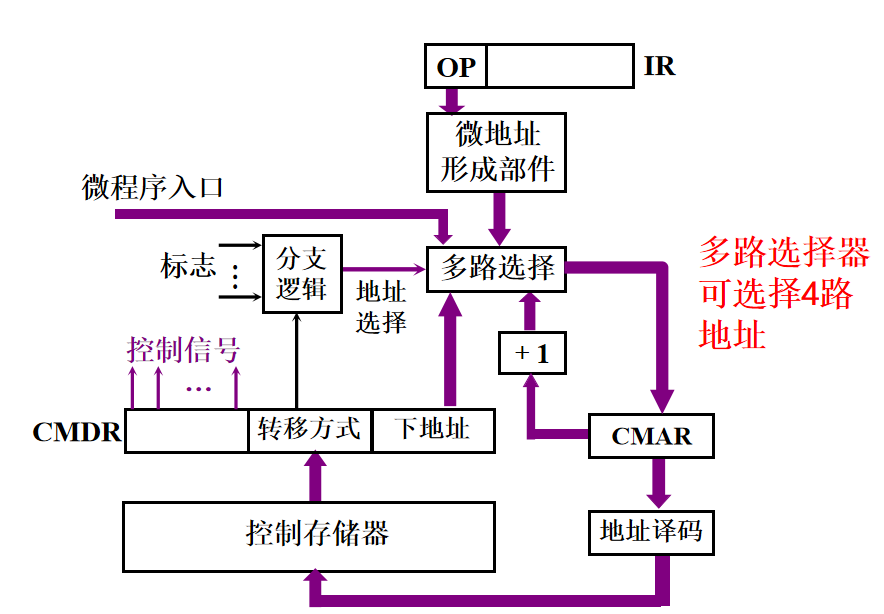 OP
IR
微地址
形成部件
微程序入口
标志
⋮
分支
逻辑
地址
选择
多路选择
多路选择器
可选择4路
地址
+1
控制信号
…
CMDR
转移方式
下地址
CMAR
控制存储器
地址译码